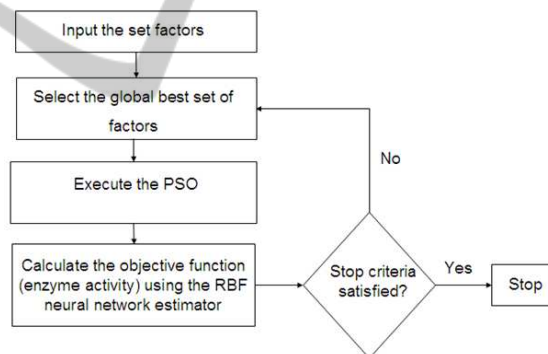 Input the set factors
Select the global best set of
factors
Execute the PSO
Calculate the objective function
(enzyme activity) using the RBF
neural network estimator
Stop criteria
satisfied?
No
Yes
Stop